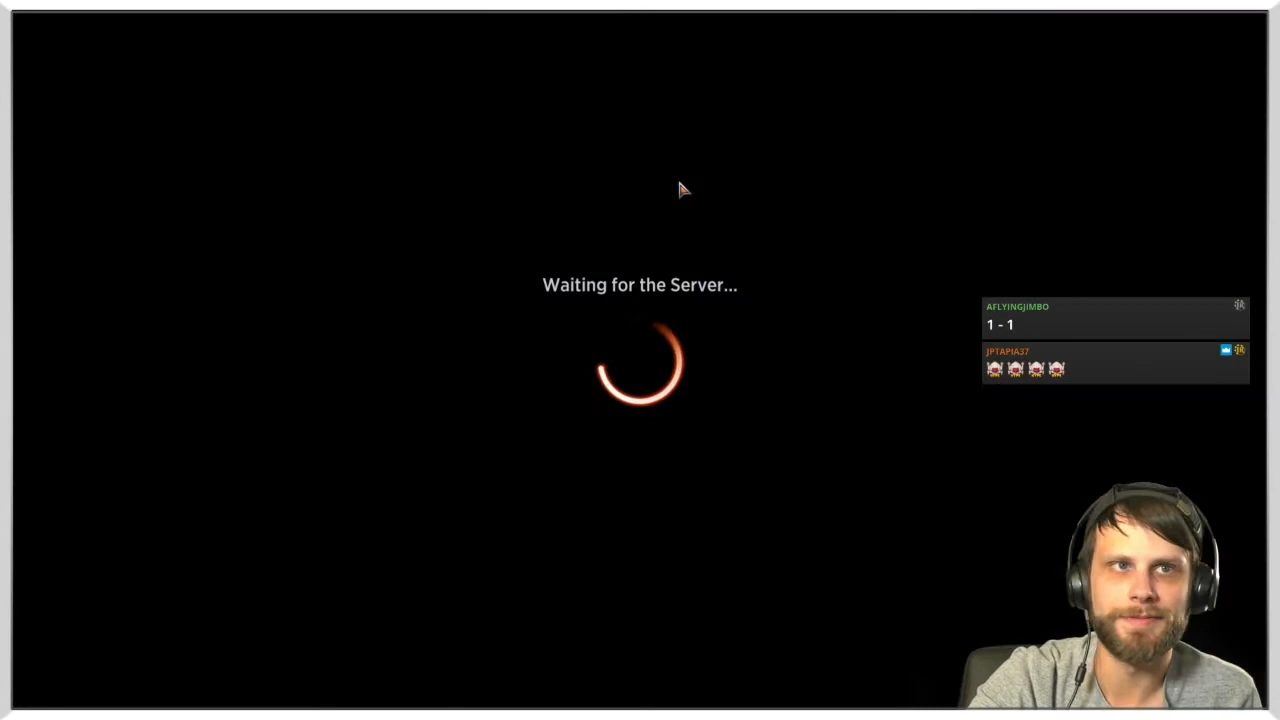 Waiting for the Server...
AFLYINGJIMBO
1 - 1
JPTAPIA37